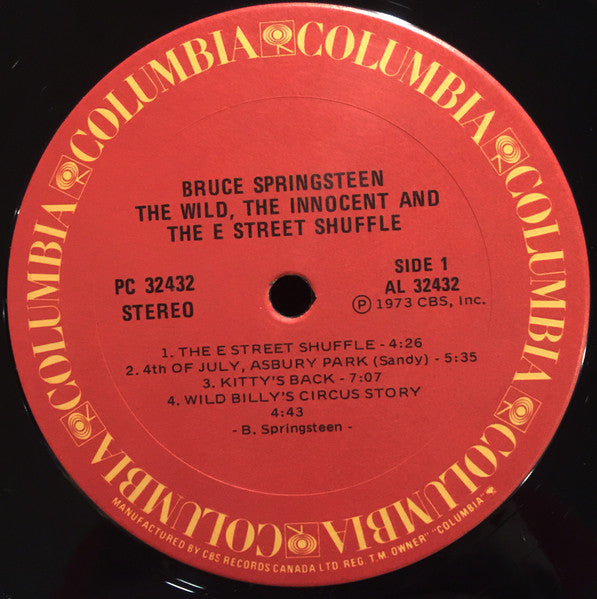 COLUMBIA COLUMBIA COLUMBIA COLUMBIA COLUMBIA COLUMBIA COLUMBIA COLUMBIA
BRUCE SPRINGSTEEN
THE WILD, THE INNOCENT AND
THE E STREET SHUFFLE
PC 32432
STEREO
SIDE 1
AL 32432
Ⓟ 1973 CBS, Inc.
1. THE E STREET SHUFFLE - 4:26
2. 4th OF JULY, ASBURY PARK (Sandy) - 5:35
3. KITTY'S BACK - 7:07
4. WILD BILLY'S CIRCUS STORY
4:43
- B. Springsteen -
MANUFACTURED BY CBS RECORDS CANADA LTD REG. T.M. OWNER "COLUMBIA"